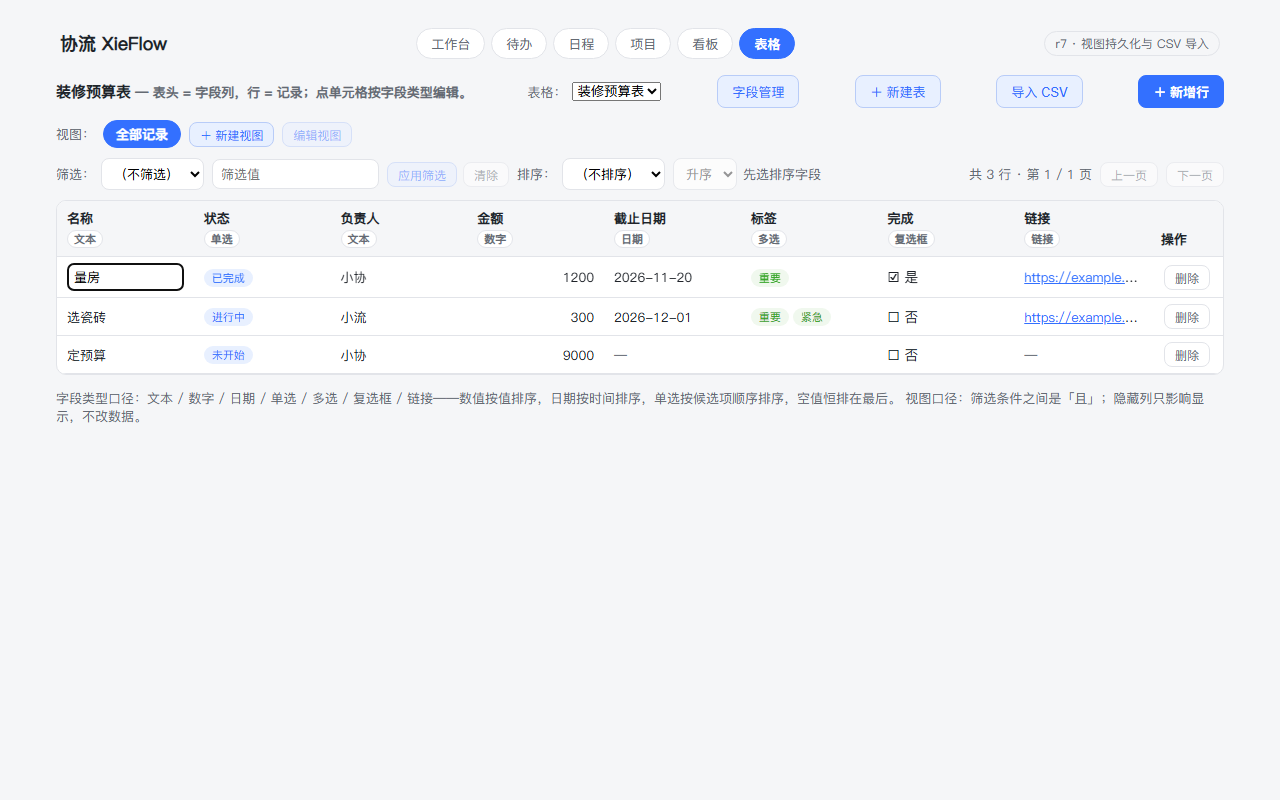 协流 XieFlow 工作台 待办 日程 项目 看板 表格 r7 · 视图持久化与 CSV 导入
装修预算表 — 表头 = 字段列，行 = 记录；点单元格按字段类型编辑。 表格： 装修预算表 字段管理 ＋ 新建表 导入 CSV ＋ 新增行
视图： 全部记录 ＋ 新建视图 编辑视图
筛选： （不筛选） 筛选值 应用筛选 清除 排序： （不排序） 升序 先选排序字段 共 3 行 · 第 1 / 1 页 上一页 下一页
名称 状态 负责人 金额 截止日期 标签 完成 链接
文本 单选 文本 数字 日期 多选 复选框 链接 操作
量房 已完成 小协 1200 2026-11-20 重要 ☑ 是 https://example.… 删除
选瓷砖 进行中 小流 300 2026-12-01 重要 紧急 ☐ 否 https://example.… 删除
定预算 未开始 小协 9000 — ☐ 否 — 删除
字段类型口径：文本 / 数字 / 日期 / 单选 / 多选 / 复选框 / 链接——数值按值排序，日期按时间排序，单选按候选项顺序排序，空值恒排在最后。 视图口径：筛选条件之间是「且」；隐藏列只影响显
示，不改数据。